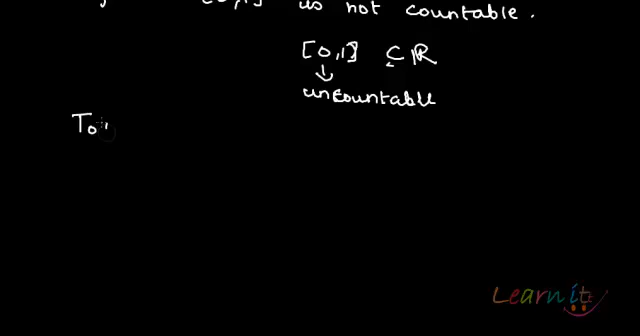 is not countable.
[0,1] ⊆ ℝ
↓
uncountable
To
Learnit